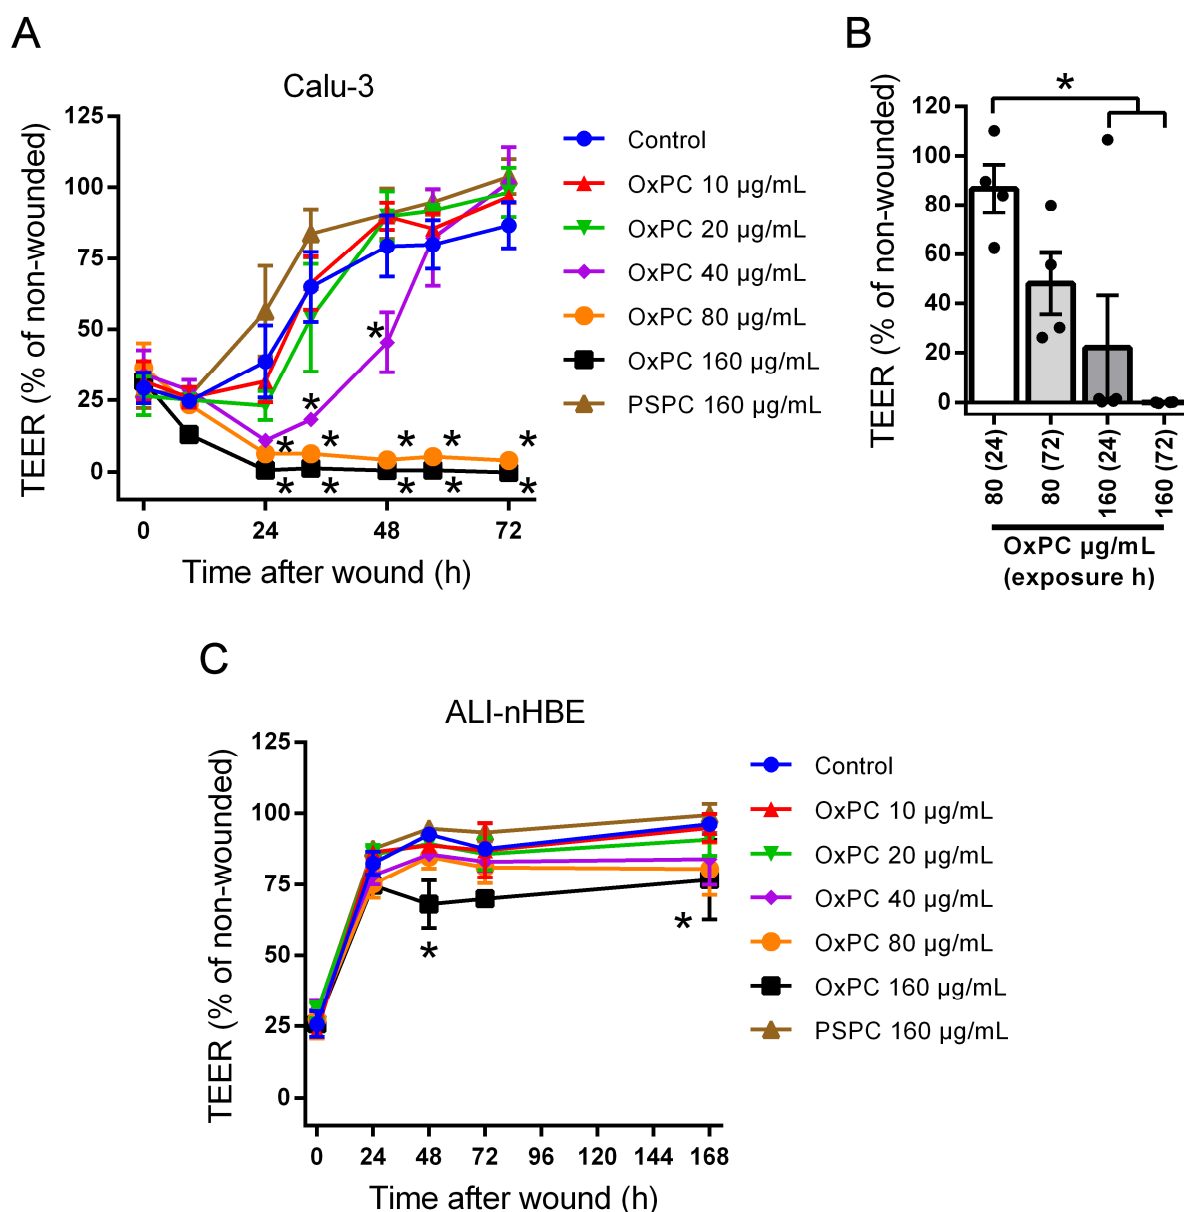 A
Calu-3
TEER (% of non-wounded)
125
100
75
50
25
0
0 24 48 72
Time after wound (h)
* * * * * * * * * * * *
Control
OxPC 10 µg/mL
OxPC 20 µg/mL
OxPC 40 µg/mL
OxPC 80 µg/mL
OxPC 160 µg/mL
PSPC 160 µg/mL
B
*
TEER (% of non-wounded)
120
100
80
60
40
20
0
80 (24)
80 (72)
160 (24)
160 (72)
OxPC µg/mL
(exposure h)
C
ALI-nHBE
TEER (% of non-wounded)
125
100
75
50
25
0
0 24 48 72 96 120 144 168
Time after wound (h)
* *
Control
OxPC 10 µg/mL
OxPC 20 µg/mL
OxPC 40 µg/mL
OxPC 80 µg/mL
OxPC 160 µg/mL
PSPC 160 µg/mL